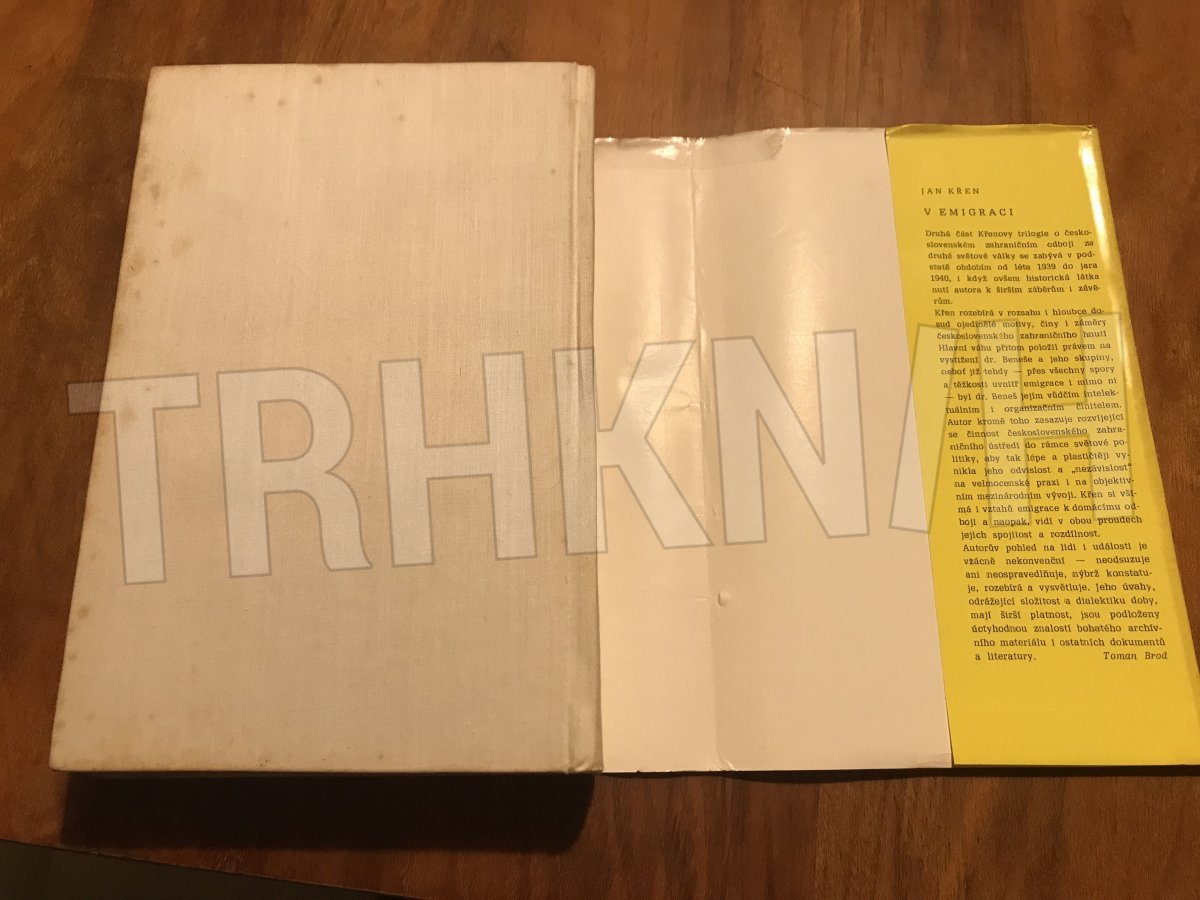 JAN KŘEN
V EMIGRACI
Druhá část Křenovy trilogie o česko-
slovenském zahraničním odboji za
druhé světové války se zabývá v pod-
statě obdobím od léta 1939 do jara
1940, i když ovšem historická látka
nutí autora k širším záběrům i závě-
rům.
Křen rozebírá v rozsahu i hloubce do-
sud ojedinělé motivy, činy i záměry
československého zahraničního hnutí
Hlavní váhu přitom položil právem na
vystižení dr. Beneše a jeho skupiny,
neboť již tehdy — přes všechny spory
a těžkosti uvnitř emigrace i mimo ni
— byl dr. Beneš jejím vůdčím intelek-
tuálním i organizačním činitelem.
Autor kromě toho zasazuje rozvíjející
se činnost československého zahra-
ničního ústředí do rámce světové po-
litiky, aby tak lépe a plastičtěji vy-
nikla jeho odvislost a „nezávislost"
na velmocenské praxi i na objektiv-
ním mezinárodním vývoji. Křen si vší-
má i vztahů emigrace k domácímu od-
boji a naopak, vidí v obou proudech
jejich spojitost a rozdílnost.
Autorův pohled na lidi i události je
vzácně nekonvenční — neodsuzuje
ani neospravedlňuje, nýbrž konstatu-
je, rozebírá a vysvětluje. Jeho úvahy,
odrážející složitost a dialektiku doby,
mají širší platnost, jsou podloženy
úctyhodnou znalostí bohatého archív-
ního materiálu i ostatních dokumentů
a literatury. Toman Brod
TRHKNIH